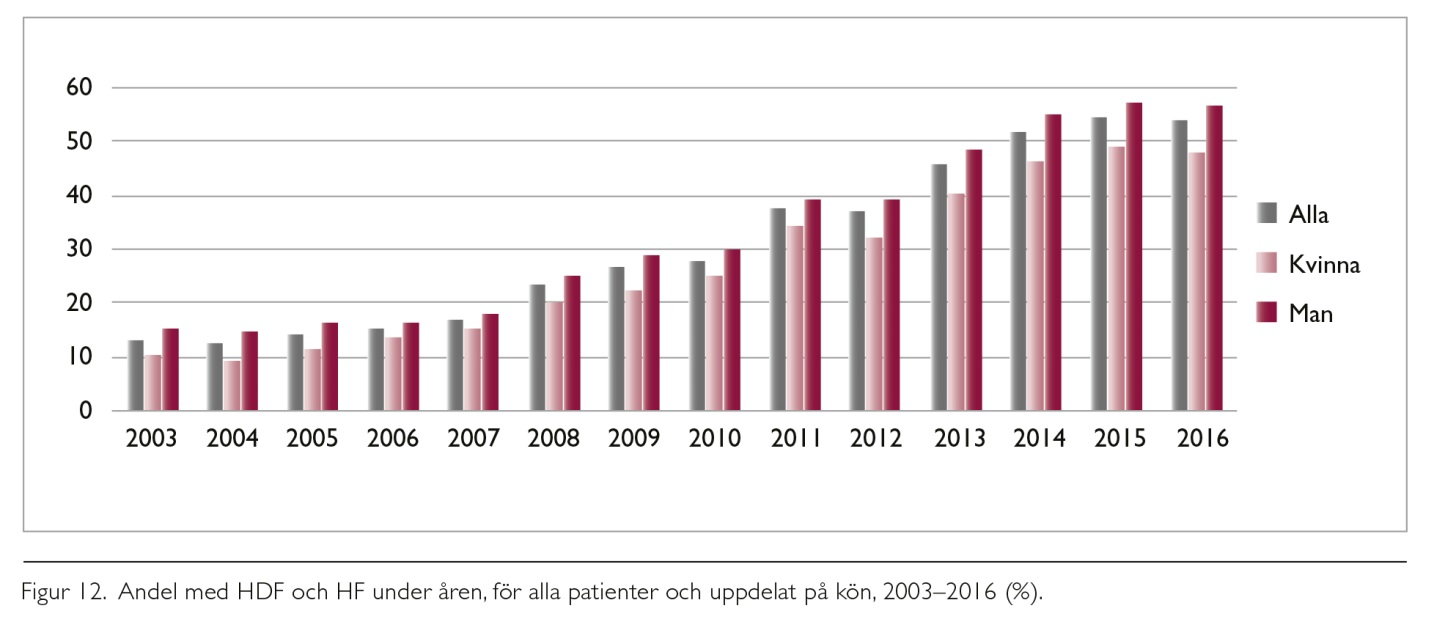 60
50
40
30
20
10
0
2003 2004 2005 2006 2007 2008 2009 2010 2011 2012 2013 2014 2015 2016
Alla
Kvinna
Man
Figur 12. Andel med HDF och HF under åren, för alla patienter och uppdelat på kön, 2003–2016 (%).